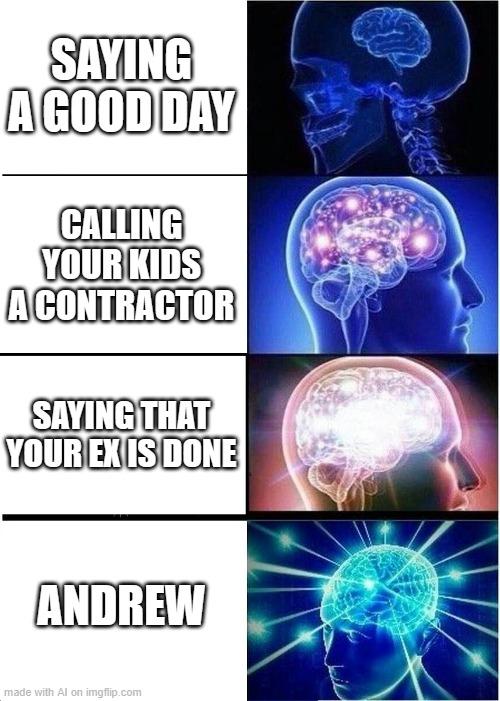 SAYING
A GOOD DAY
CALLING
YOUR KIDS
A CONTRACTOR
SAYING THAT
YOUR EX IS DONE
ANDREW
made with AI on imgflip.com